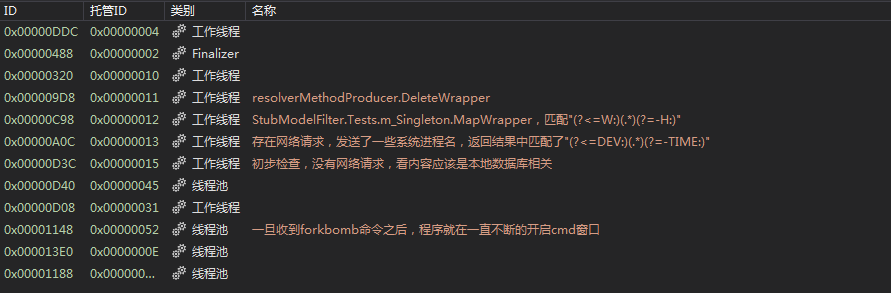 ID 托管ID 类别 名称
0x00000DDC 0x00000004 工作线程
0x00000488 0x00000002 Finalizer
0x00000320 0x00000010 工作线程
0x000009D8 0x00000011 工作线程 resolverMethodProducer.DeleteWrapper
0x00000C98 0x00000012 工作线程 StubModelFilter.Tests.m_Singleton.MapWrapper，匹配"(?<=W:)(.*)(?=-H:)"
0x00000A0C 0x00000013 工作线程 存在网络请求，发送了一些系统进程名，返回结果中匹配了"(?<=DEV:)(.*)(?=-TIME:)"
0x00000D3C 0x00000015 工作线程 初步检查，没有网络请求，看内容应该是本地数据库相关
0x00000D40 0x00000045 线程池
0x00000D08 0x00000031 工作线程
0x00001148 0x00000052 线程池 一旦收到forkbomb命令之后，程序就在一直不断的开启cmd窗口
0x000013E0 0x0000000E 线程池
0x00001188 0x000000... 线程池